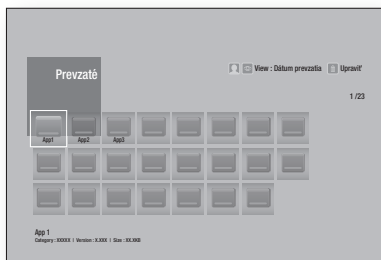 Prevzaté
View : Dátum prevzatia Upraviť
1 /23
App1 App2 App3
App 1
Category : XXXXX I Version : X.XXX I Size : XX.XKB